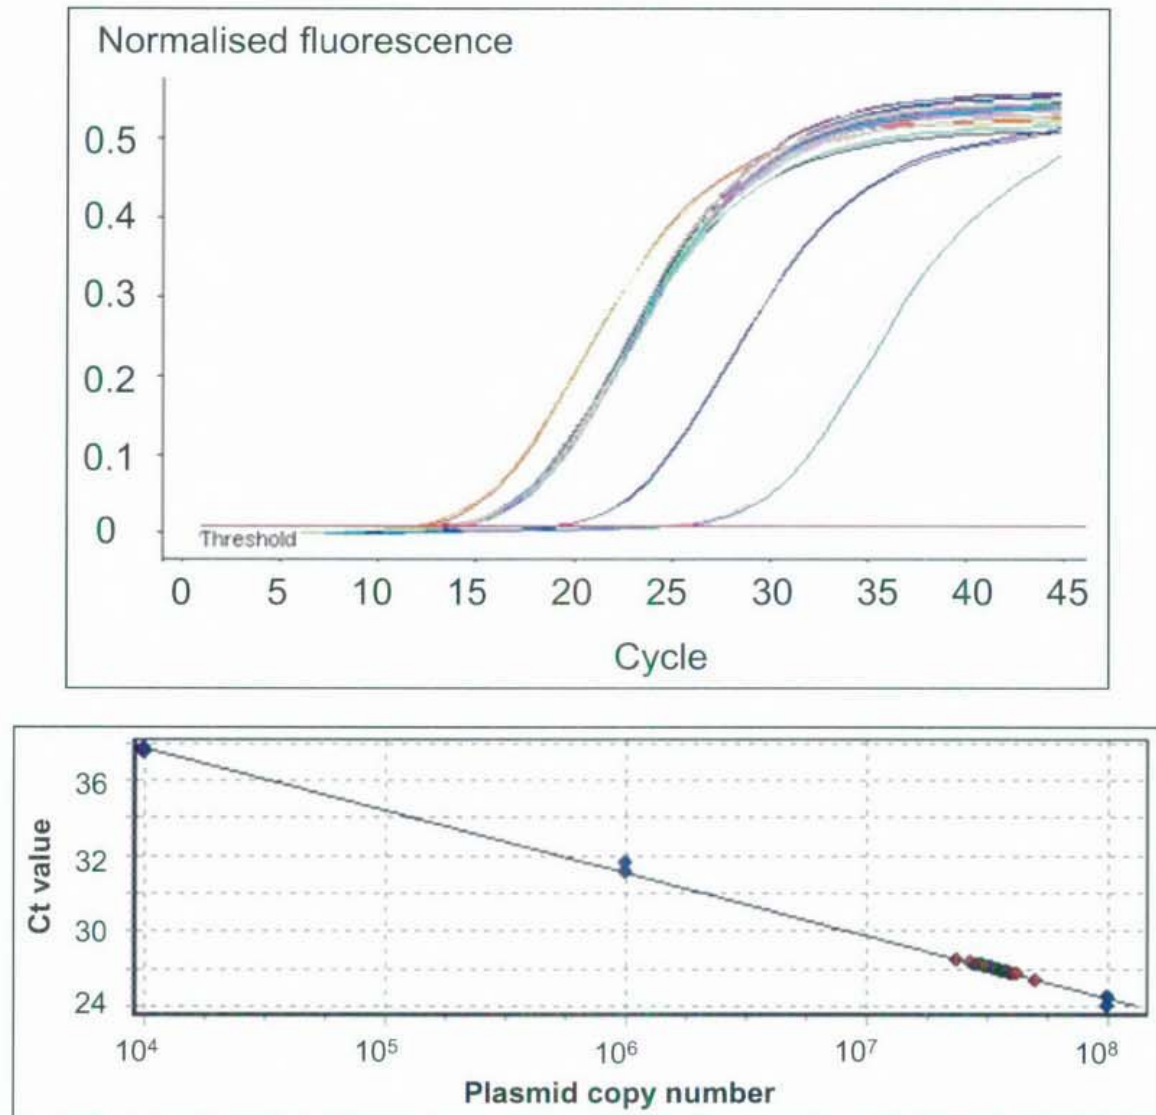 Normalised fluorescence
0.5
0.4
0.3
0.2
0.1
0
Threshold
0 5 10 15 20 25 30 35 40 45
Cycle
Ct value
36
32
30
24
10⁴ 10⁵ 10⁶ 10⁷ 10⁸
Plasmid copy number